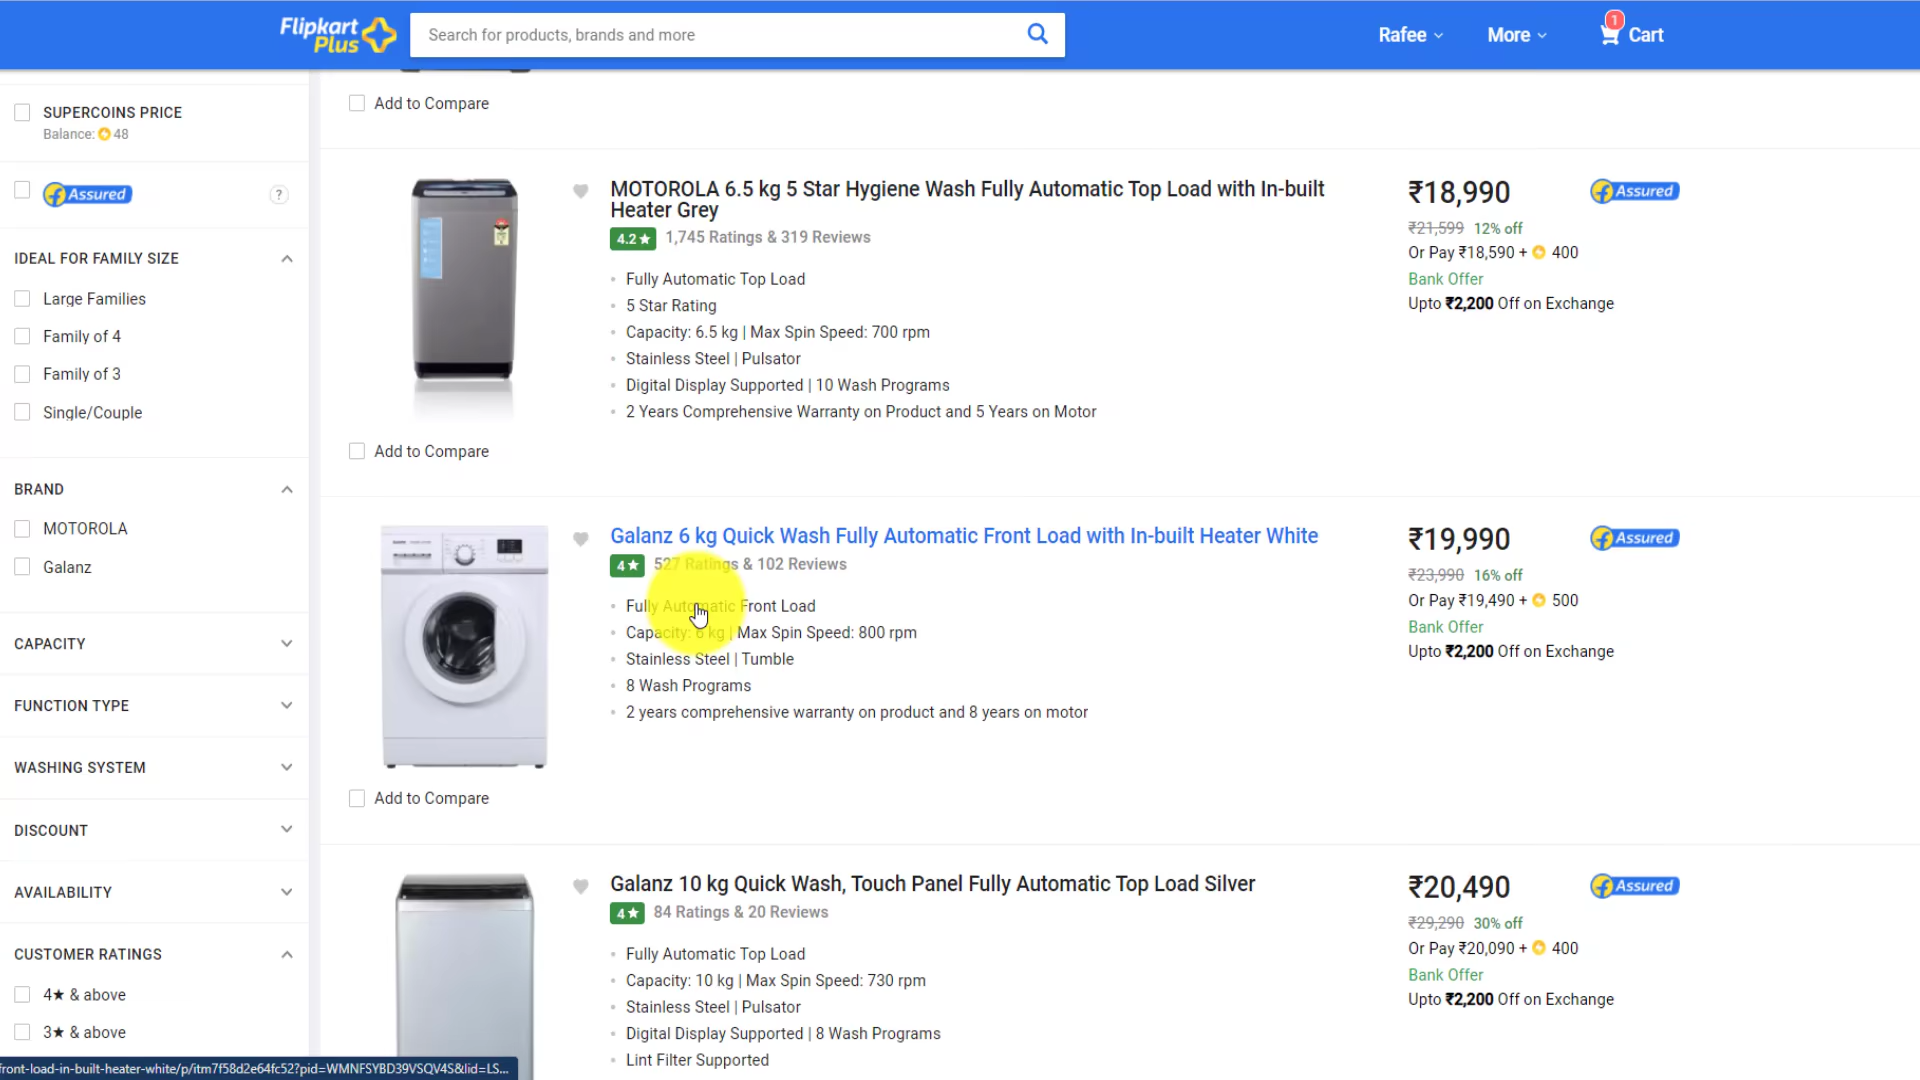 Flipkart
Plus
Search for products, brands and more
Rafee
More
1
Cart
SUPERCOINS PRICE
Balance: 48
Assured
?
IDEAL FOR FAMILY SIZE
Large Families
Family of 4
Family of 3
Single/Couple
BRAND
MOTOROLA
Galanz
CAPACITY
FUNCTION TYPE
WASHING SYSTEM
DISCOUNT
AVAILABILITY
CUSTOMER RATINGS
4★ & above
3★ & above
Add to Compare
MOTOROLA 6.5 kg 5 Star Hygiene Wash Fully Automatic Top Load with In-built
Heater Grey
4.2★ 1,745 Ratings & 319 Reviews
Fully Automatic Top Load
5 Star Rating
Capacity: 6.5 kg | Max Spin Speed: 700 rpm
Stainless Steel | Pulsator
Digital Display Supported | 10 Wash Programs
2 Years Comprehensive Warranty on Product and 5 Years on Motor
₹18,990
Assured
₹21,599 12% off
Or Pay ₹18,590 + 400
Bank Offer
Upto ₹2,200 Off on Exchange
Add to Compare
Galanz 6 kg Quick Wash Fully Automatic Front Load with In-built Heater White
4★ 527 Ratings & 102 Reviews
Fully Automatic Front Load
Capacity: 6 kg | Max Spin Speed: 800 rpm
Stainless Steel | Tumble
8 Wash Programs
2 years comprehensive warranty on product and 8 years on motor
₹19,990
Assured
₹23,990 16% off
Or Pay ₹19,490 + 500
Bank Offer
Upto ₹2,200 Off on Exchange
Add to Compare
Galanz 10 kg Quick Wash, Touch Panel Fully Automatic Top Load Silver
4★ 84 Ratings & 20 Reviews
Fully Automatic Top Load
Capacity: 10 kg | Max Spin Speed: 730 rpm
Stainless Steel | Pulsator
Digital Display Supported | 8 Wash Programs
Lint Filter Supported
₹20,490
Assured
₹29,290 30% off
Or Pay ₹20,090 + 400
Bank Offer
Upto ₹2,200 Off on Exchange
front-load-in-built-heater-white/p/itm7f58d2e64fc52?pid=WMNFSYBD39VSQV4S&lid=LS...